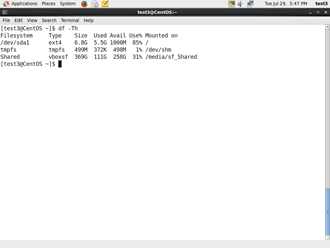 Applications Places System Tue Jul 29, 3:47 PM test3
test3@CentOS:~
File Edit View Search Terminal Help
[test3@CentOS ~]$ df -Th
Filesystem Type Size Used Avail Use% Mounted on
/dev/sda1 ext4 6.8G 5.5G 1000M 85% /
tmpfs tmpfs 499M 372K 498M 1% /dev/shm
Shared vboxsf 369G 111G 258G 31% /media/sf_Shared
[test3@CentOS ~]$